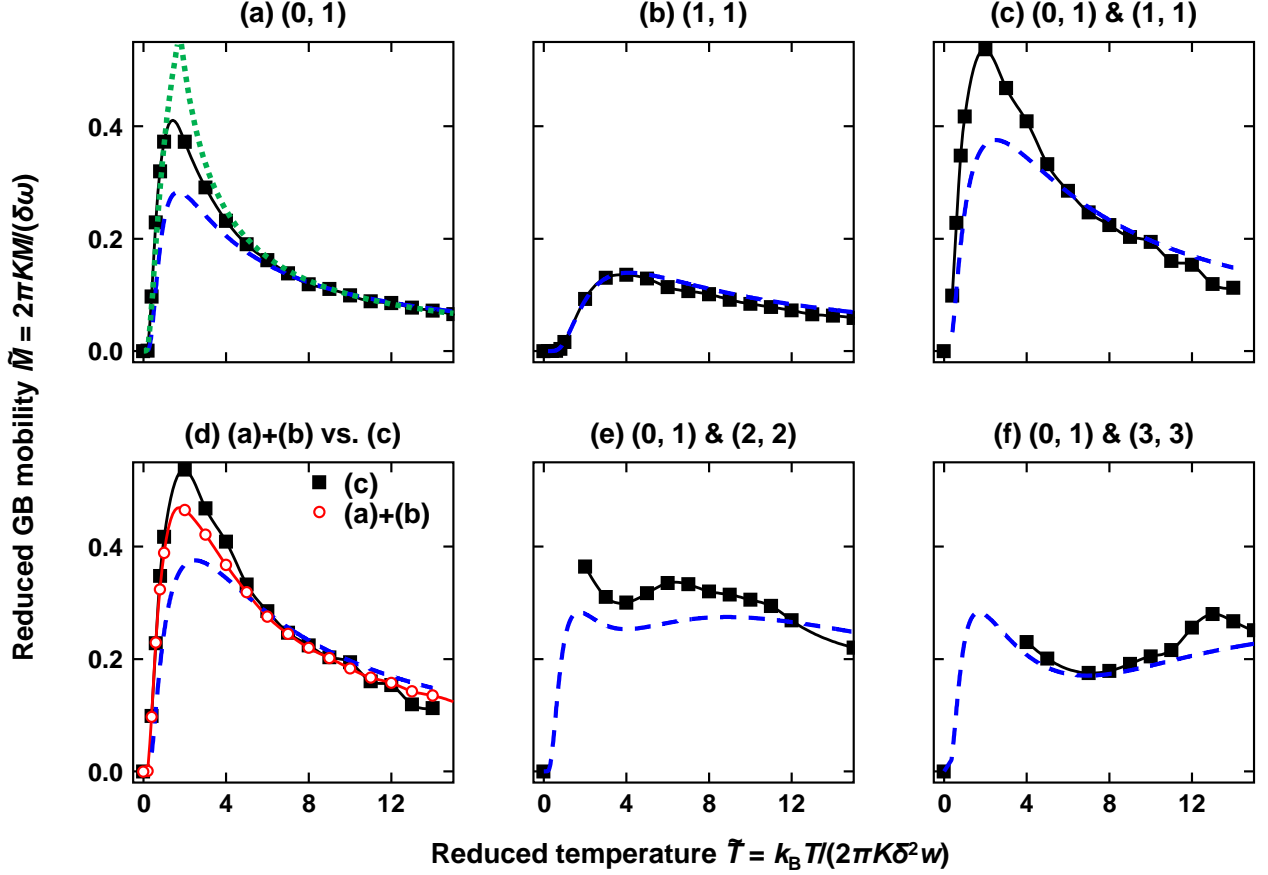 (a) (0, 1)
(b) (1, 1)
(c) (0, 1) & (1, 1)
0.4
0.2
0.0
(d) (a)+(b) vs. (c)
(e) (0, 1) & (2, 2)
(f) (0, 1) & (3, 3)
(c)
(a)+(b)
0.4
0.2
0.0
0 4 8 12
0 4 8 12
0 4 8 12
Reduced GB mobility M̃ = 2πKM/(δω)
Reduced temperature T̃ = k_BT/(2πKδ²w)